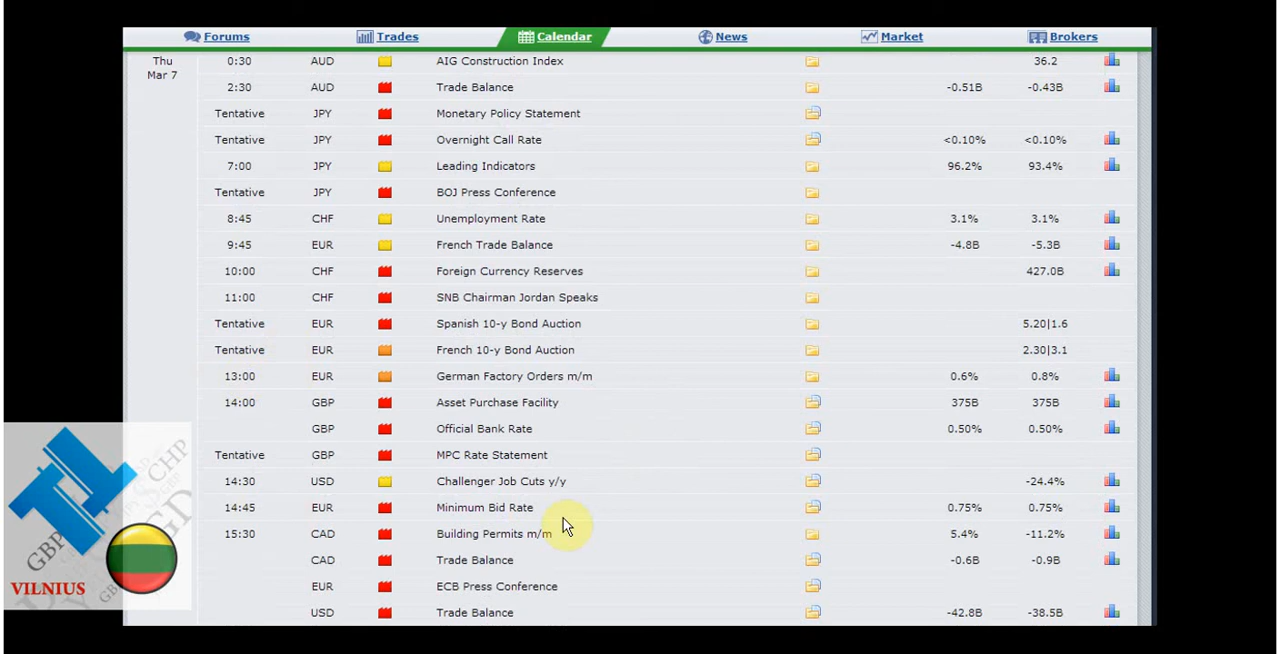 Forums Trades Calendar News Market Brokers
Thu 0:30 AUD AIG Construction Index 36.2
Mar 7
2:30 AUD Trade Balance -0.51B -0.43B
Tentative JPY Monetary Policy Statement
Tentative JPY Overnight Call Rate <0.10% <0.10%
7:00 JPY Leading Indicators 96.2% 93.4%
Tentative JPY BOJ Press Conference
8:45 CHF Unemployment Rate 3.1% 3.1%
9:45 EUR French Trade Balance -4.8B -5.3B
10:00 CHF Foreign Currency Reserves 427.0B
11:00 CHF SNB Chairman Jordan Speaks
Tentative EUR Spanish 10-y Bond Auction 5.20|1.6
Tentative EUR French 10-y Bond Auction 2.30|3.1
13:00 EUR German Factory Orders m/m 0.6% 0.8%
14:00 GBP Asset Purchase Facility 375B 375B
GBP Official Bank Rate 0.50% 0.50%
Tentative GBP MPC Rate Statement
14:30 USD Challenger Job Cuts y/y -24.4%
14:45 EUR Minimum Bid Rate 0.75% 0.75%
15:30 CAD Building Permits m/m 5.4% -11.2%
CAD Trade Balance -0.6B -0.9B
EUR ECB Press Conference
USD Trade Balance -42.8B -38.5B
CHP
GBP
VILNIUS